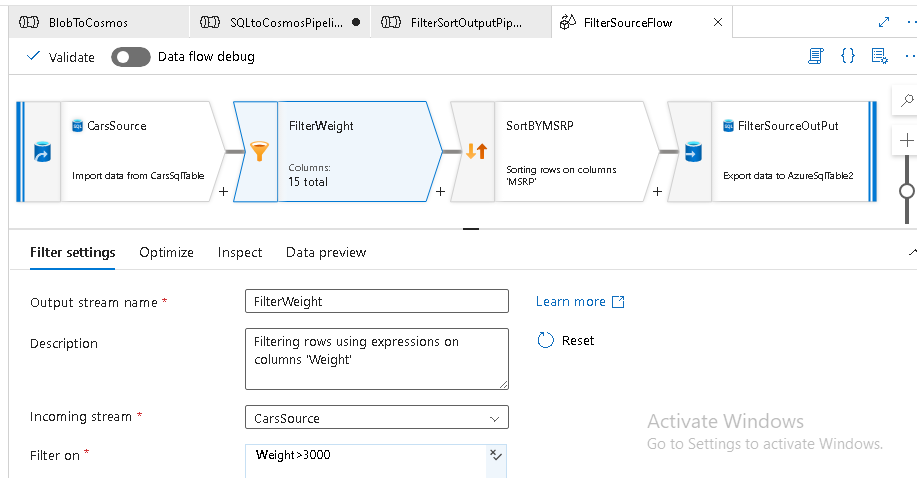 BlobToCosmos
SQLtoCosmosPipeli...
FilterSortOutputPip...
FilterSourceFlow
Validate
Data flow debug
CarsSource
Import data from CarsSqlTable
FilterWeight
Columns:
15 total
SortBYMSRP
Sorting rows on columns
'MSRP'
FilterSourceOutPut
Export data to AzureSqlTable2
Filter settings
Optimize
Inspect
Data preview
Output stream name *
FilterWeight
Learn more
Description
Filtering rows using expressions on
columns 'Weight'
Reset
Incoming stream *
CarsSource
Filter on *
Weight>3000
Activate Windows
Go to Settings to activate Windows.